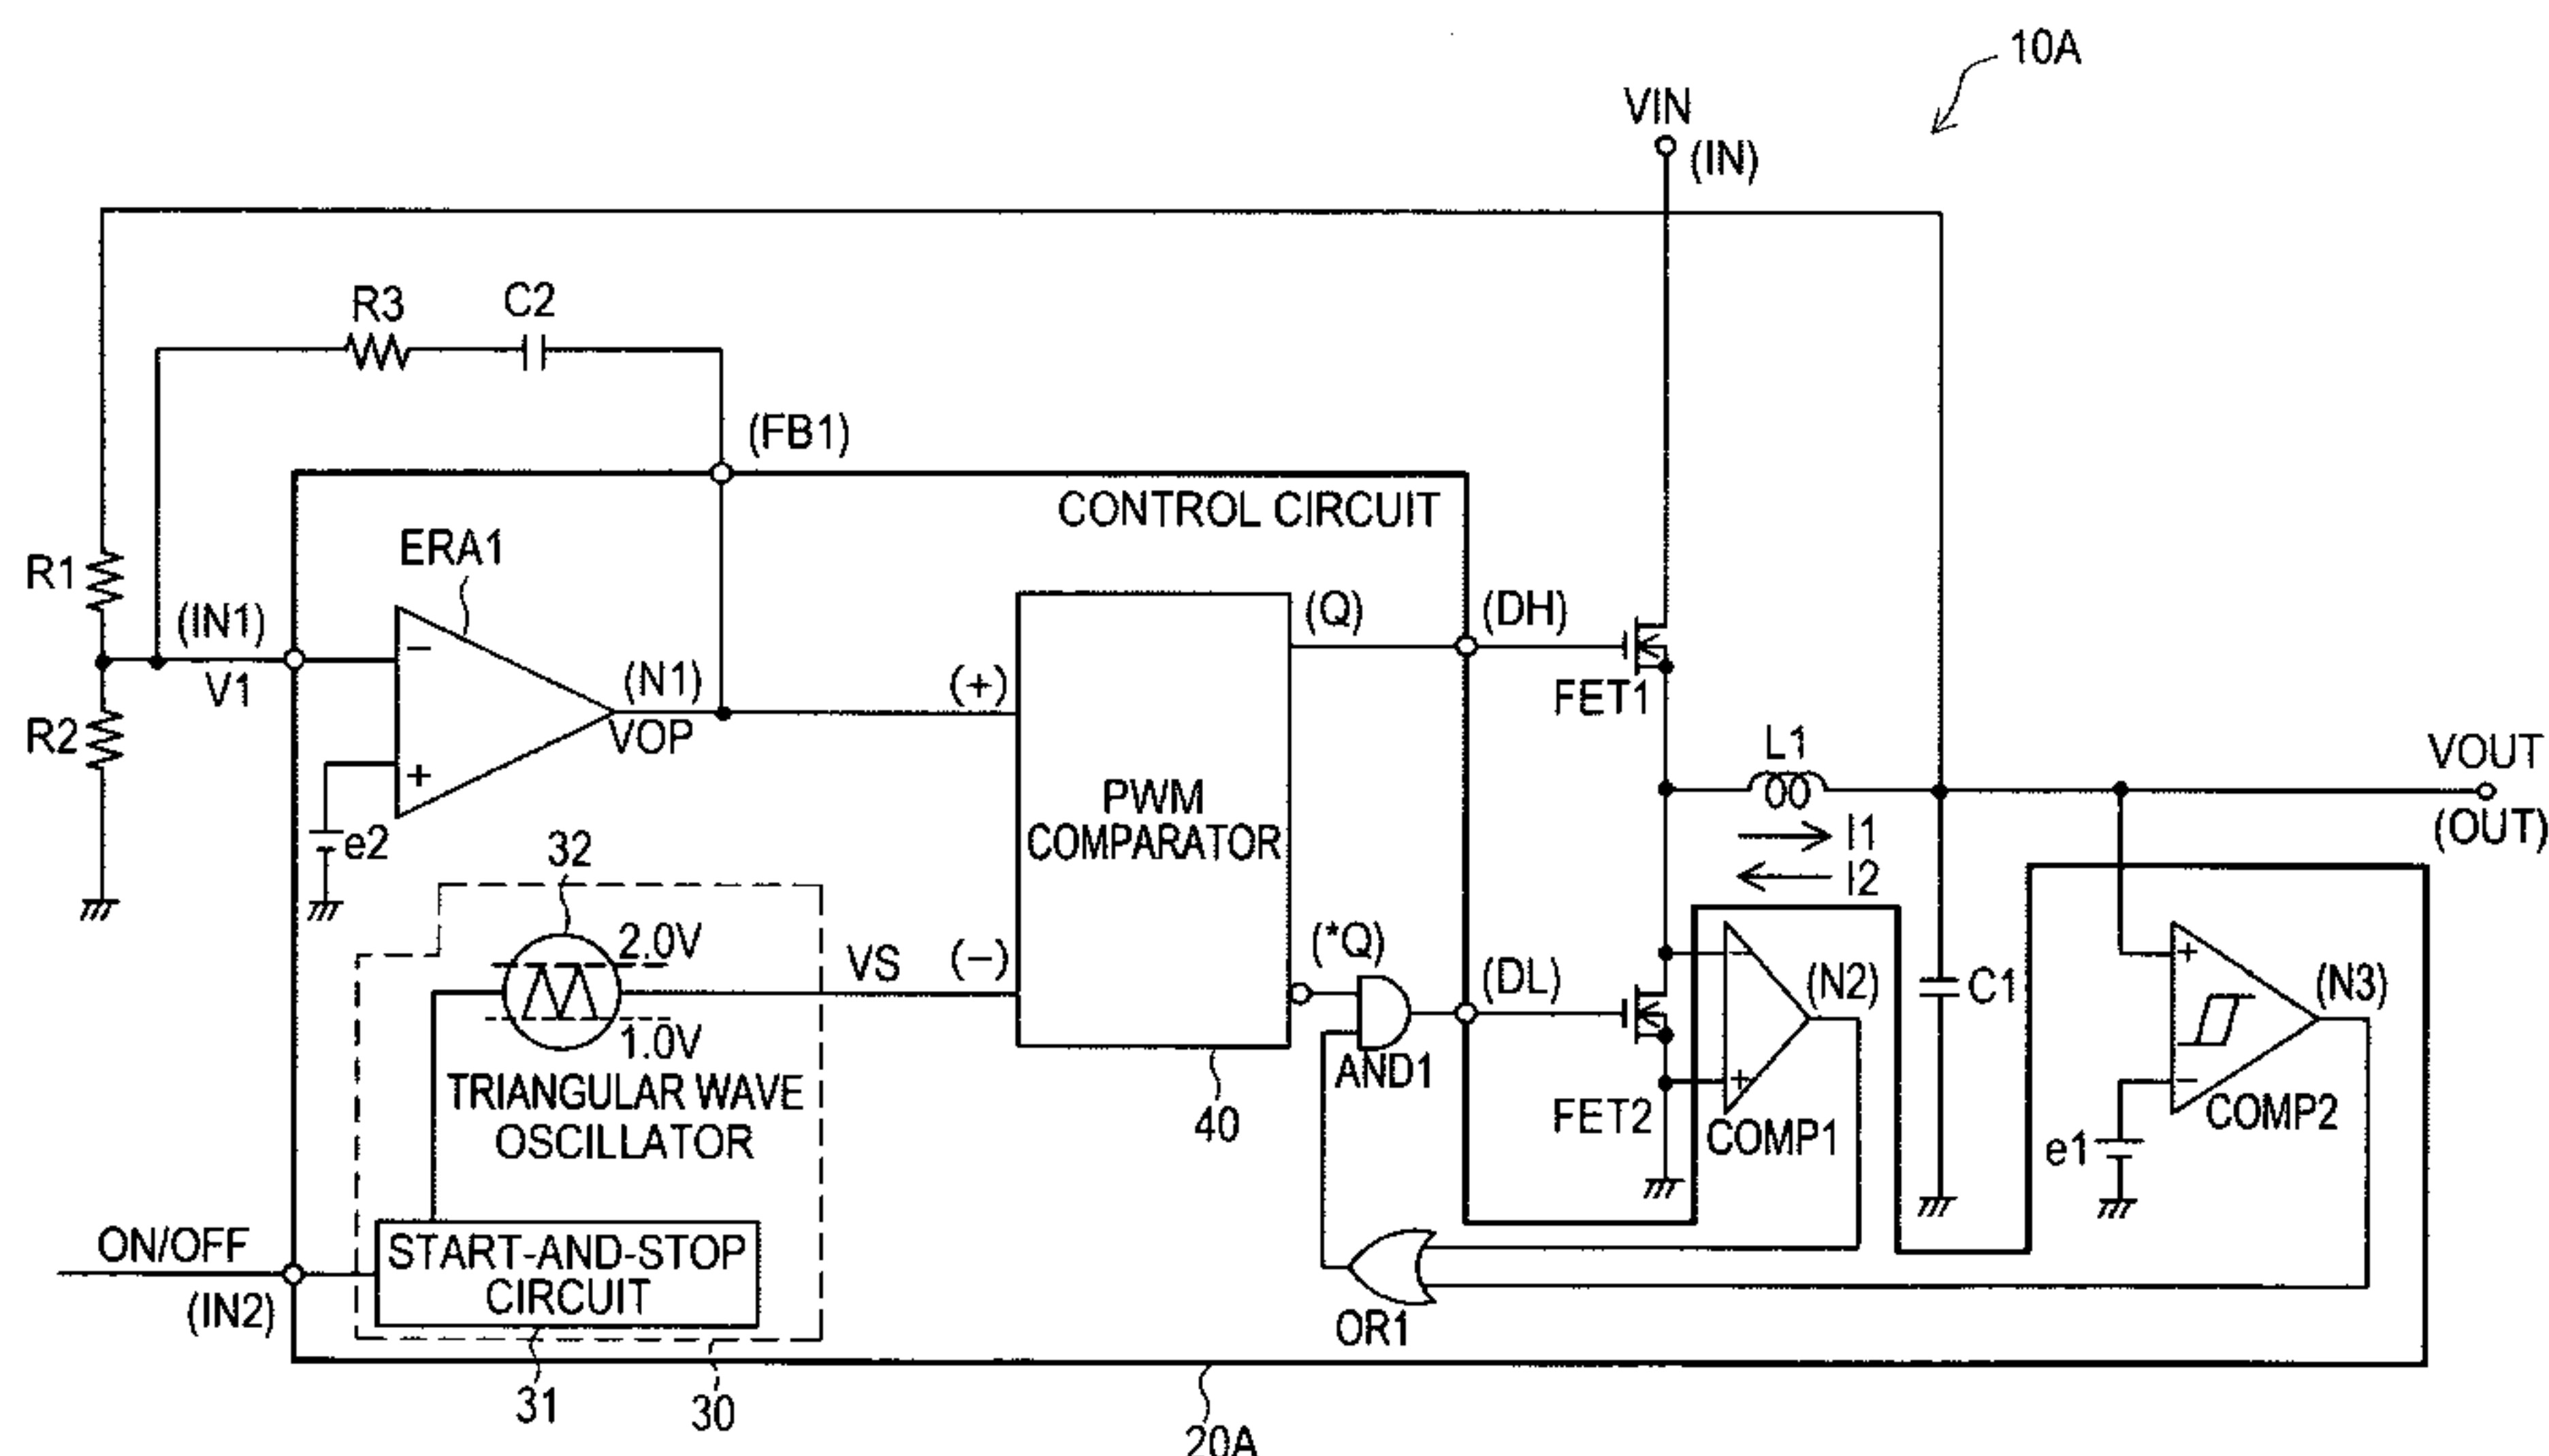 10A
VIN
(IN)
R3
C2
(FB1)
CONTROL CIRCUIT
ERA1
R1
(IN1)
V1
−
(N1)
VOP
(+)
(Q)
(DH)
FET1
R2
+
e2
PWM
COMPARATOR
L1
VOUT
(OUT)
I1
I2
32
2.0V
1.0V
VS
(−)
TRIANGULAR WAVE
OSCILLATOR
(*Q)
AND1
(DL)
FET2
−
+
(N2)
COMP1
C1
+
−
(N3)
COMP2
e1
40
ON/OFF
(IN2)
START-AND-STOP
CIRCUIT
OR1
31
30
20A